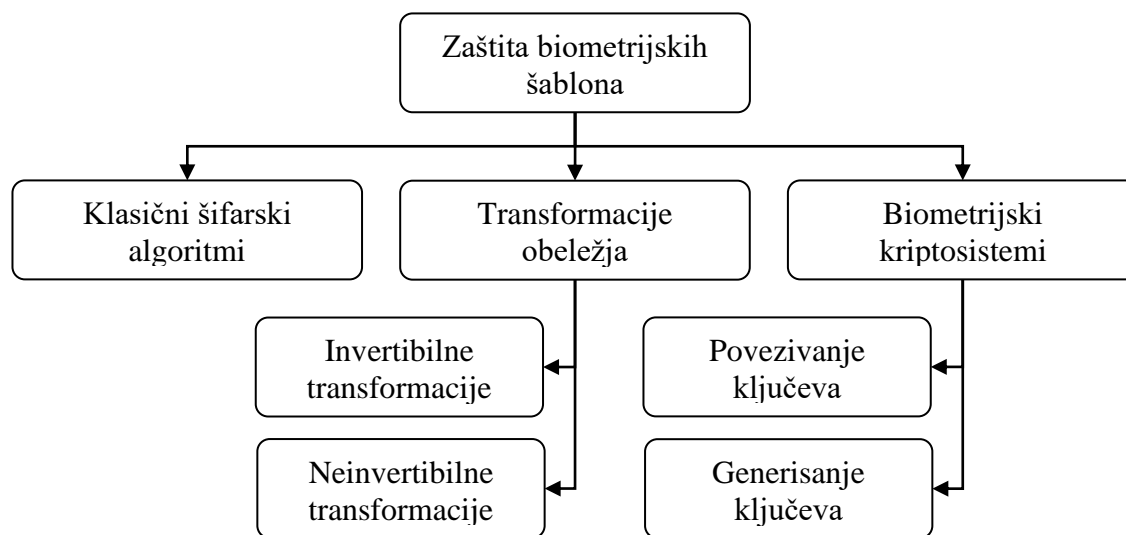 Zaštita biometrijskih
šablona
Klasični šifarski
algoritmi
Transformacije
obeležja
Biometrijski
kriptosistemi
Invertibilne
transformacije
Povezivanje
ključeva
Neinvertibilne
transformacije
Generisanje
ključeva